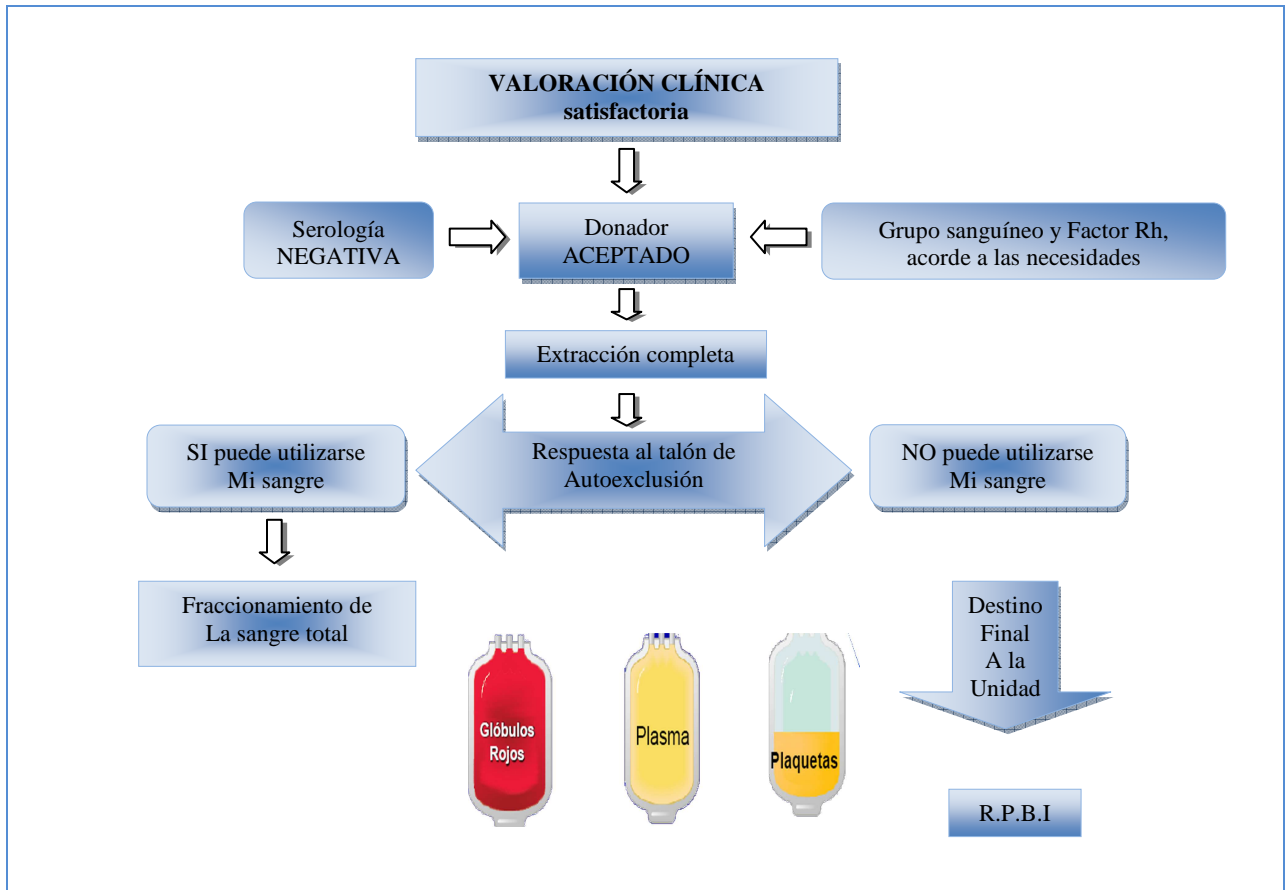 VALORACIÓN CLÍNICA
satisfactoria
Serología
NEGATIVA
Donador
ACEPTADO
Grupo sanguíneo y Factor Rh,
acorde a las necesidades
Extracción completa
SI puede utilizarse
Mi sangre
Respuesta al talón de
Autoexclusión
NO puede utilizarse
Mi sangre
Fraccionamiento de
La sangre total
Glóbulos
Rojos
Plasma
Plaquetas
Destino
Final
A la
Unidad
R.P.B.I